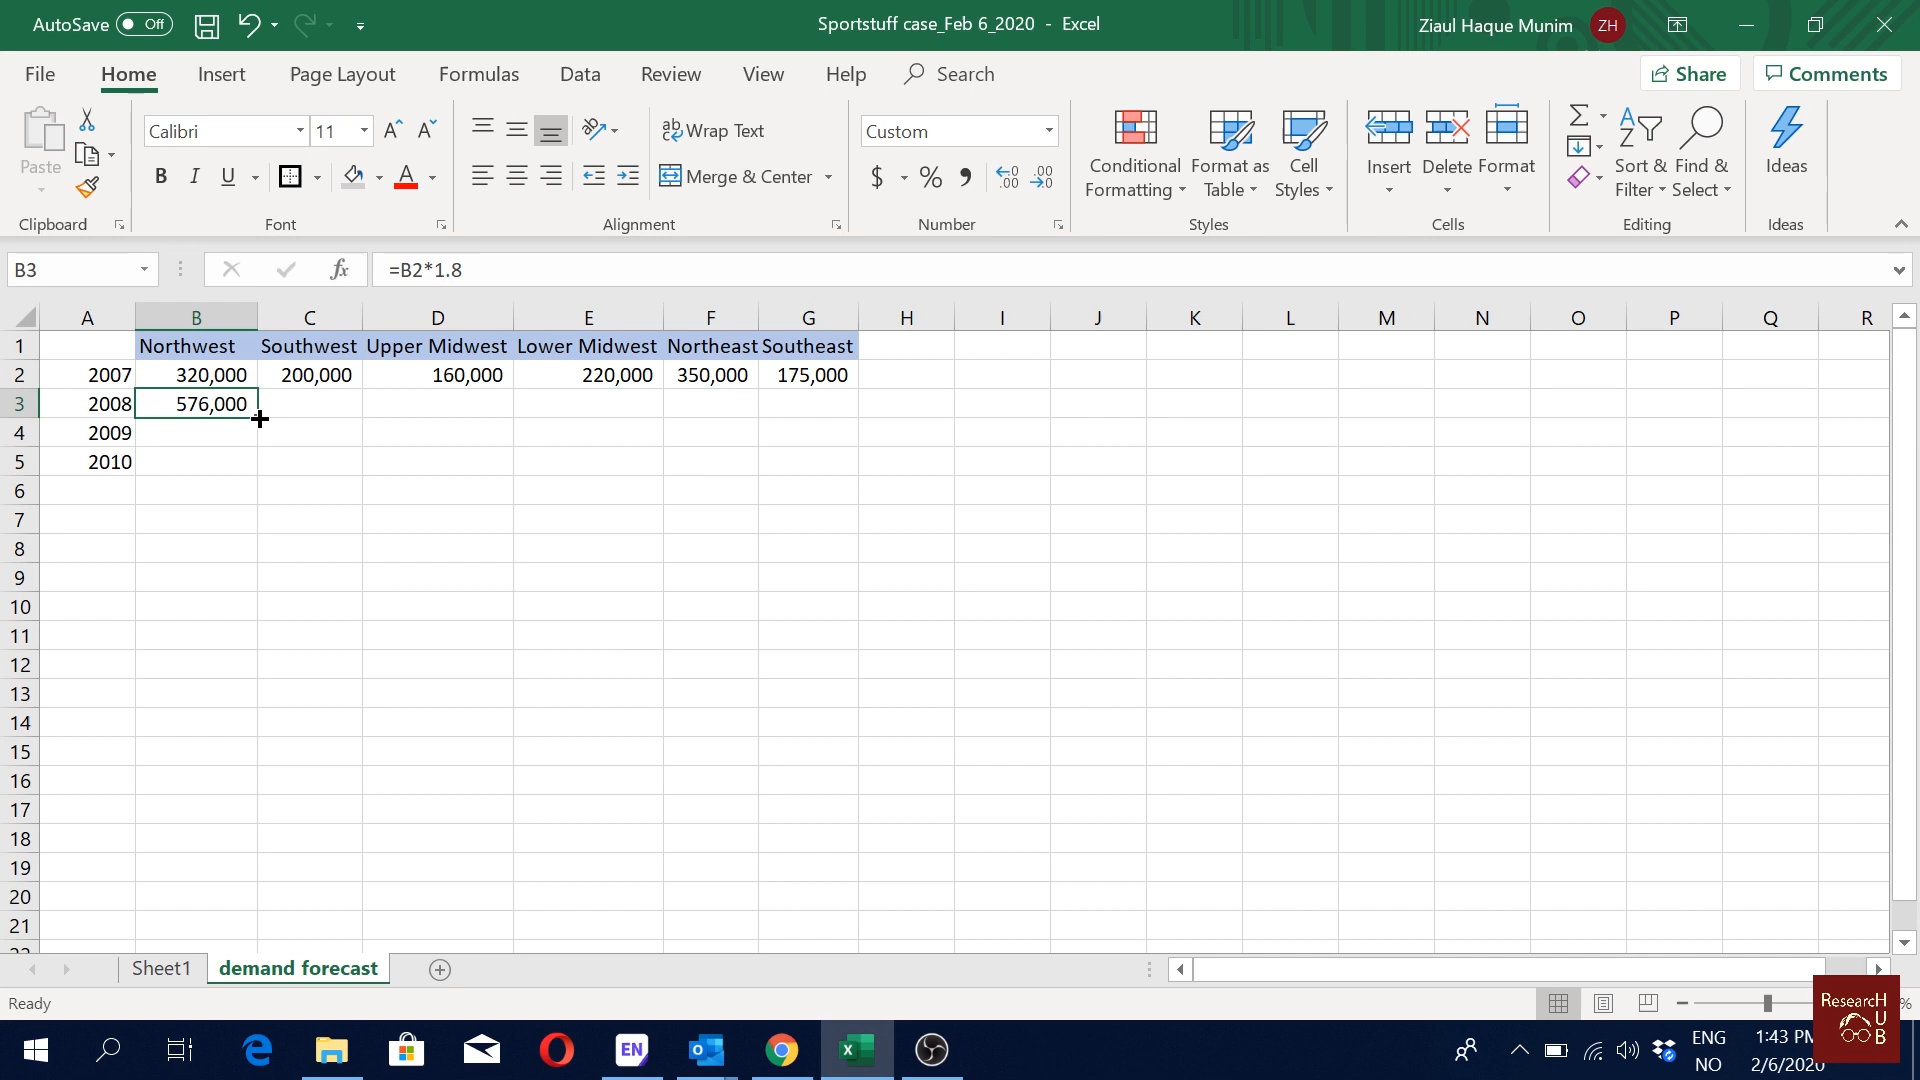 AutoSave Off Sportstuff case_Feb 6_2020 - Excel Ziaul Haque Munim ZH
File Home Insert Page Layout Formulas Data Review View Help Search Share Comments
Paste Calibri 11 Wrap Text Custom Conditional Formatting Format as Table Cell Styles Insert Delete Format Sort & Filter Find & Select Ideas
B I U A Merge & Center $ % 
Clipboard Font Alignment Number Styles Cells Editing Ideas
B3 fx =B2*1.8
A B C D E F G H I J K L M N O P Q R
1 Northwest Southwest Upper Midwest Lower Midwest Northeast Southeast
2 2007 320,000 200,000 160,000 220,000 350,000 175,000
3 2008 576,000
4 2009
5 2010
6
7
8
9
10
11
12
13
14
15
16
17
18
19
20
21
Sheet1 demand forecast
Ready
ResearcH
U
B
%
EN
ENG
NO
1:43 PM
2/6/2020